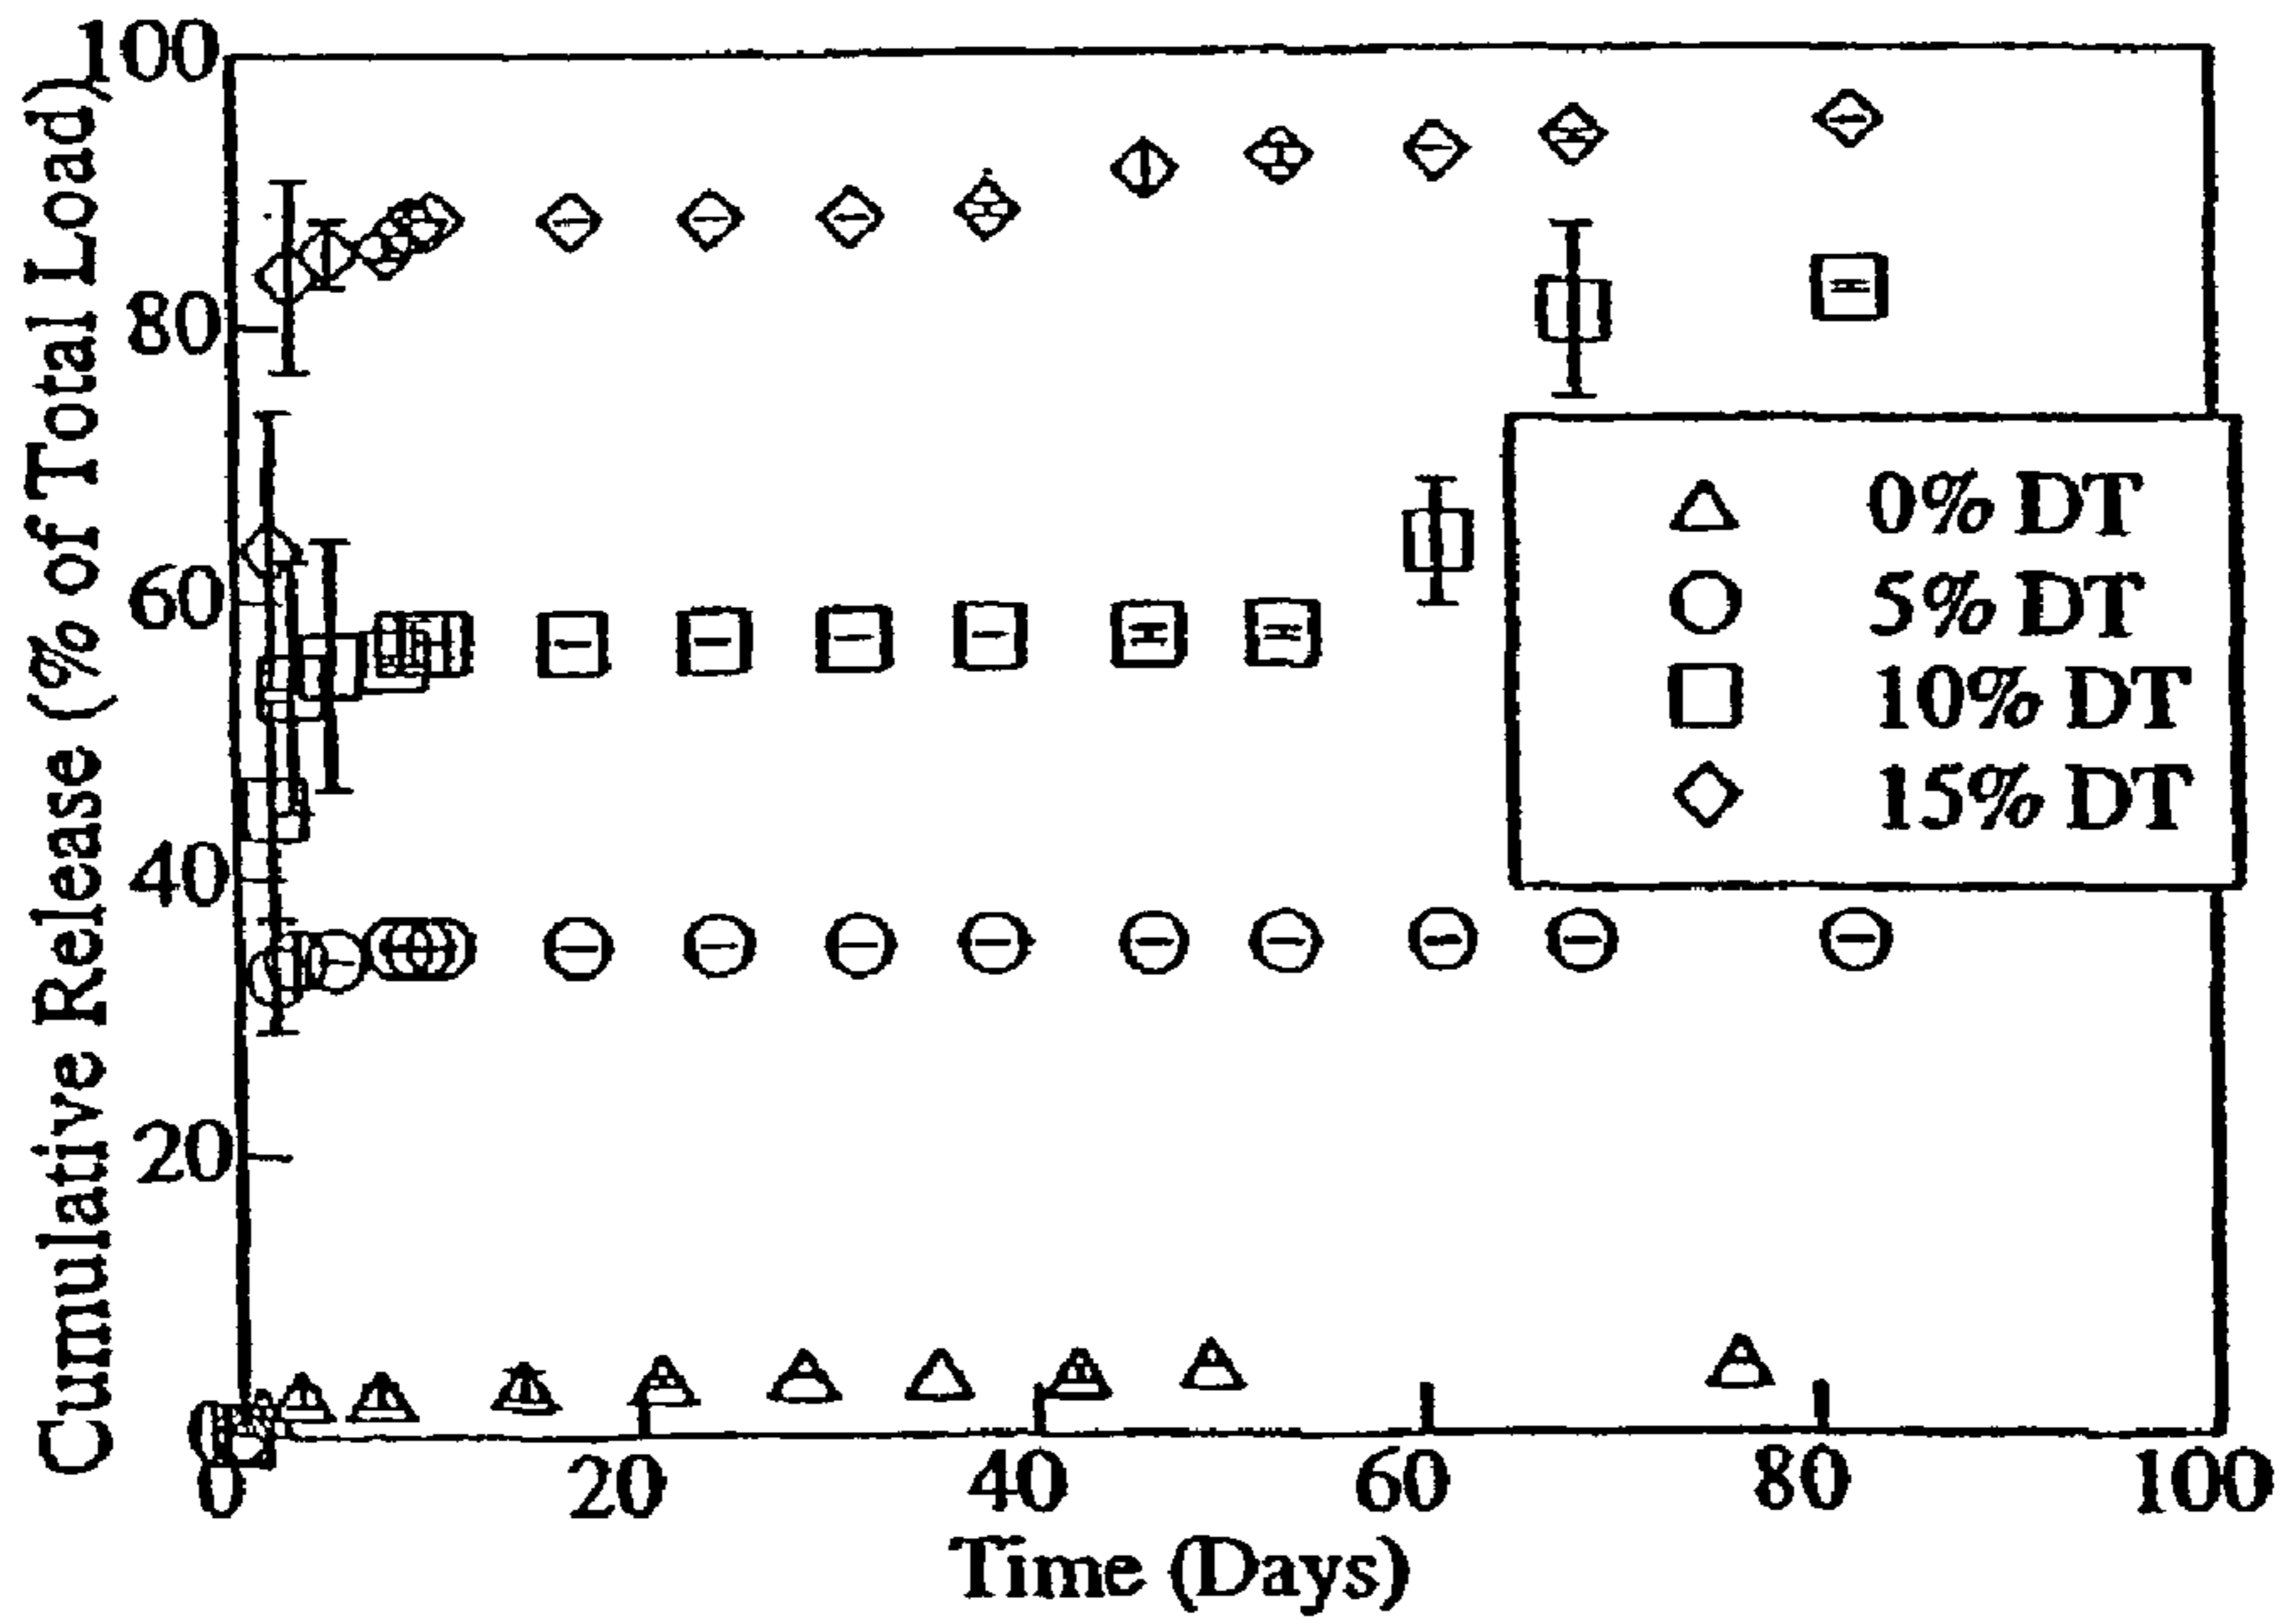 Cumulative Release (% of Total Load)
100
80
60
40
20
0% DT
5% DT
10% DT
15% DT
0 20 40 60 80 100
Time (Days)